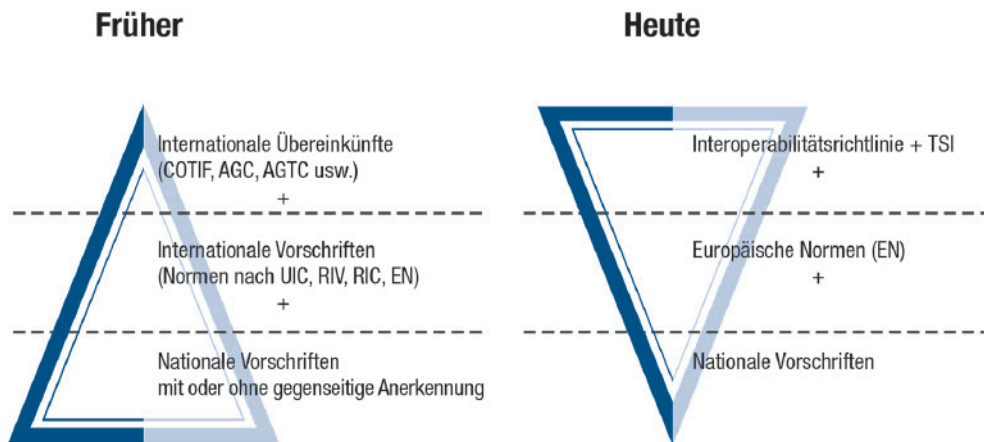 Früher
Internationale Übereinkünfte
(COTIF, AGC, AGTC usw.)
+
Internationale Vorschriften
(Normen nach UIC, RIV, RIC, EN)
+
Nationale Vorschriften
mit oder ohne gegenseitige Anerkennung
Heute
Interoperabilitätsrichtlinie + TSI
+
Europäische Normen (EN)
+
Nationale Vorschriften